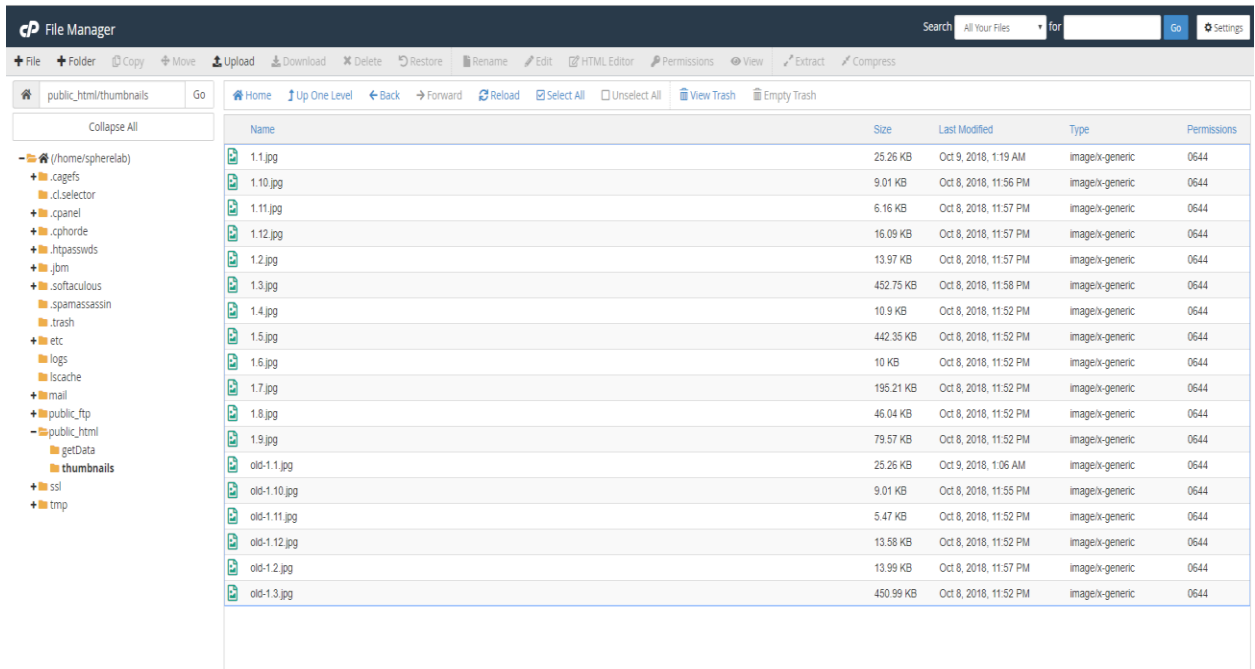 cP File Manager
Search All Your Files for Go Settings
File Folder Copy Move Upload Download Delete Restore Rename Edit HTML Editor Permissions View Extract Compress
public_html/thumbnails Go
Home Up One Level Back Forward Reload Select All Unselect All View Trash Empty Trash
Collapse All
(/home/spherelab)
.cagefs
.cl.selector
.cpanel
.cphorde
.htpasswds
.jbm
.softaculous
.spamassassin
.trash
etc
logs
lscache
mail
public_ftp
public_html
getData
thumbnails
ssl
tmp
Name Size Last Modified Type Permissions
1.1.jpg 25.26 KB Oct 9, 2018, 1:19 AM image/x-generic 0644
1.10.jpg 9.01 KB Oct 8, 2018, 11:56 PM image/x-generic 0644
1.11.jpg 6.16 KB Oct 8, 2018, 11:57 PM image/x-generic 0644
1.12.jpg 16.09 KB Oct 8, 2018, 11:57 PM image/x-generic 0644
1.2.jpg 13.97 KB Oct 8, 2018, 11:57 PM image/x-generic 0644
1.3.jpg 452.75 KB Oct 8, 2018, 11:58 PM image/x-generic 0644
1.4.jpg 10.9 KB Oct 8, 2018, 11:52 PM image/x-generic 0644
1.5.jpg 442.35 KB Oct 8, 2018, 11:52 PM image/x-generic 0644
1.6.jpg 10 KB Oct 8, 2018, 11:52 PM image/x-generic 0644
1.7.jpg 195.21 KB Oct 8, 2018, 11:52 PM image/x-generic 0644
1.8.jpg 46.04 KB Oct 8, 2018, 11:52 PM image/x-generic 0644
1.9.jpg 79.57 KB Oct 8, 2018, 11:52 PM image/x-generic 0644
old-1.1.jpg 25.26 KB Oct 9, 2018, 1:06 AM image/x-generic 0644
old-1.10.jpg 9.01 KB Oct 8, 2018, 11:55 PM image/x-generic 0644
old-1.11.jpg 5.47 KB Oct 8, 2018, 11:52 PM image/x-generic 0644
old-1.12.jpg 13.58 KB Oct 8, 2018, 11:52 PM image/x-generic 0644
old-1.2.jpg 13.99 KB Oct 8, 2018, 11:57 PM image/x-generic 0644
old-1.3.jpg 450.99 KB Oct 8, 2018, 11:52 PM image/x-generic 0644